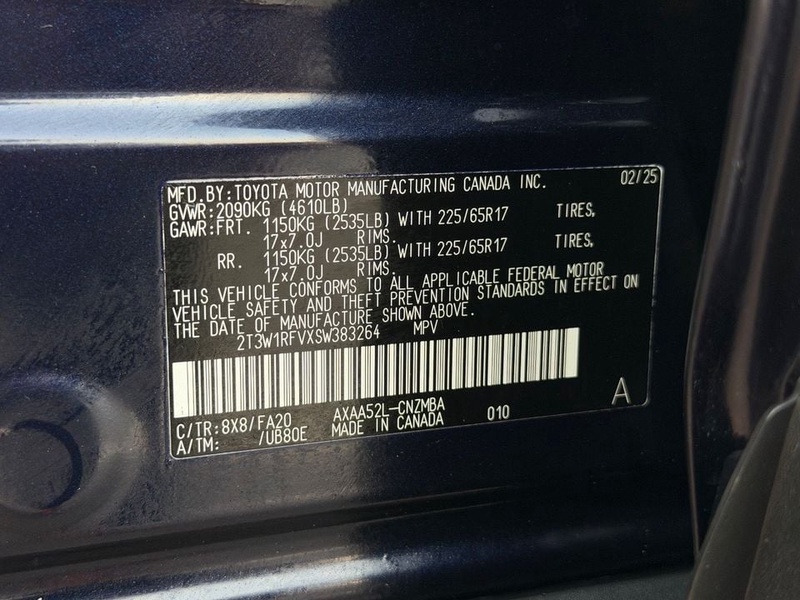 MFD.BY:TOYOTA MOTOR MANUFACTURING CANADA INC. 02/25
GVWR:2090KG (4610LB)
GAWR:FRT. 1150KG (2535LB) WITH 225/65R17 TIRES,
17x7.0J RIMS.
RR. 1150KG (2535LB) WITH 225/65R17 TIRES,
17x7.0J RIMS.
THIS VEHICLE CONFORMS TO ALL APPLICABLE FEDERAL MOTOR
VEHICLE SAFETY AND THEFT PREVENTION STANDARDS IN EFFECT ON
THE DATE OF MANUFACTURE SHOWN ABOVE.
2T3W1RFVXSW383264 MPV
C/TR:8X8/FA20 AXAA52L-CNZMBA 010
A/TM: /UB80E MADE IN CANADA
A